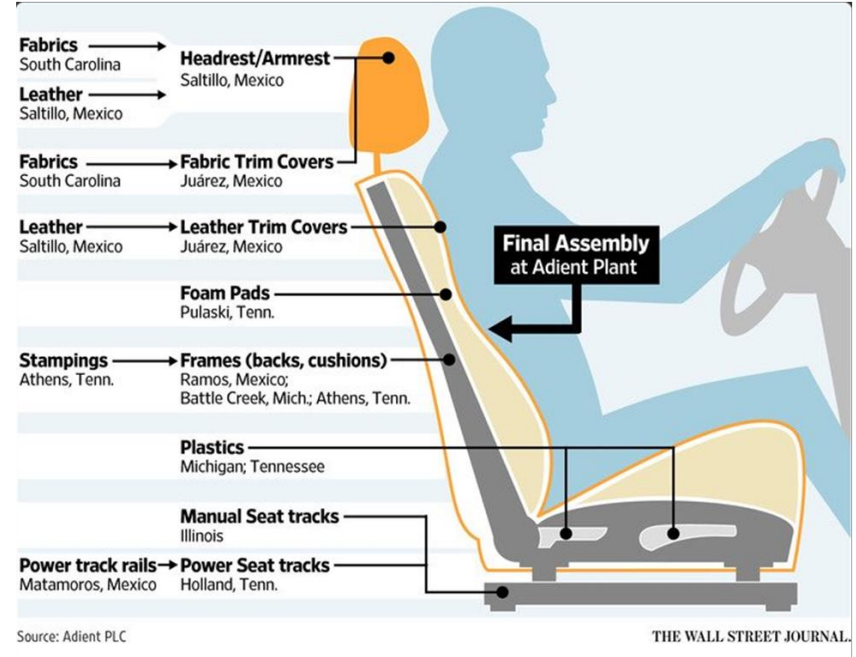 Fabrics
South Carolina
Headrest/Armrest
Saltillo, Mexico
Leather
Saltillo, Mexico
Fabrics
South Carolina
Fabric Trim Covers
Juárez, Mexico
Leather
Saltillo, Mexico
Leather Trim Covers
Juárez, Mexico
Final Assembly
at Adient Plant
Foam Pads
Pulaski, Tenn.
Stampings
Athens, Tenn.
Frames (backs, cushions)
Ramos, Mexico;
Battle Creek, Mich.; Athens, Tenn.
Plastics
Michigan; Tennessee
Manual Seat tracks
Illinois
Power track rails
Matamoros, Mexico
Power Seat tracks
Holland, Tenn.
Source: Adient PLC
THE WALL STREET JOURNAL.